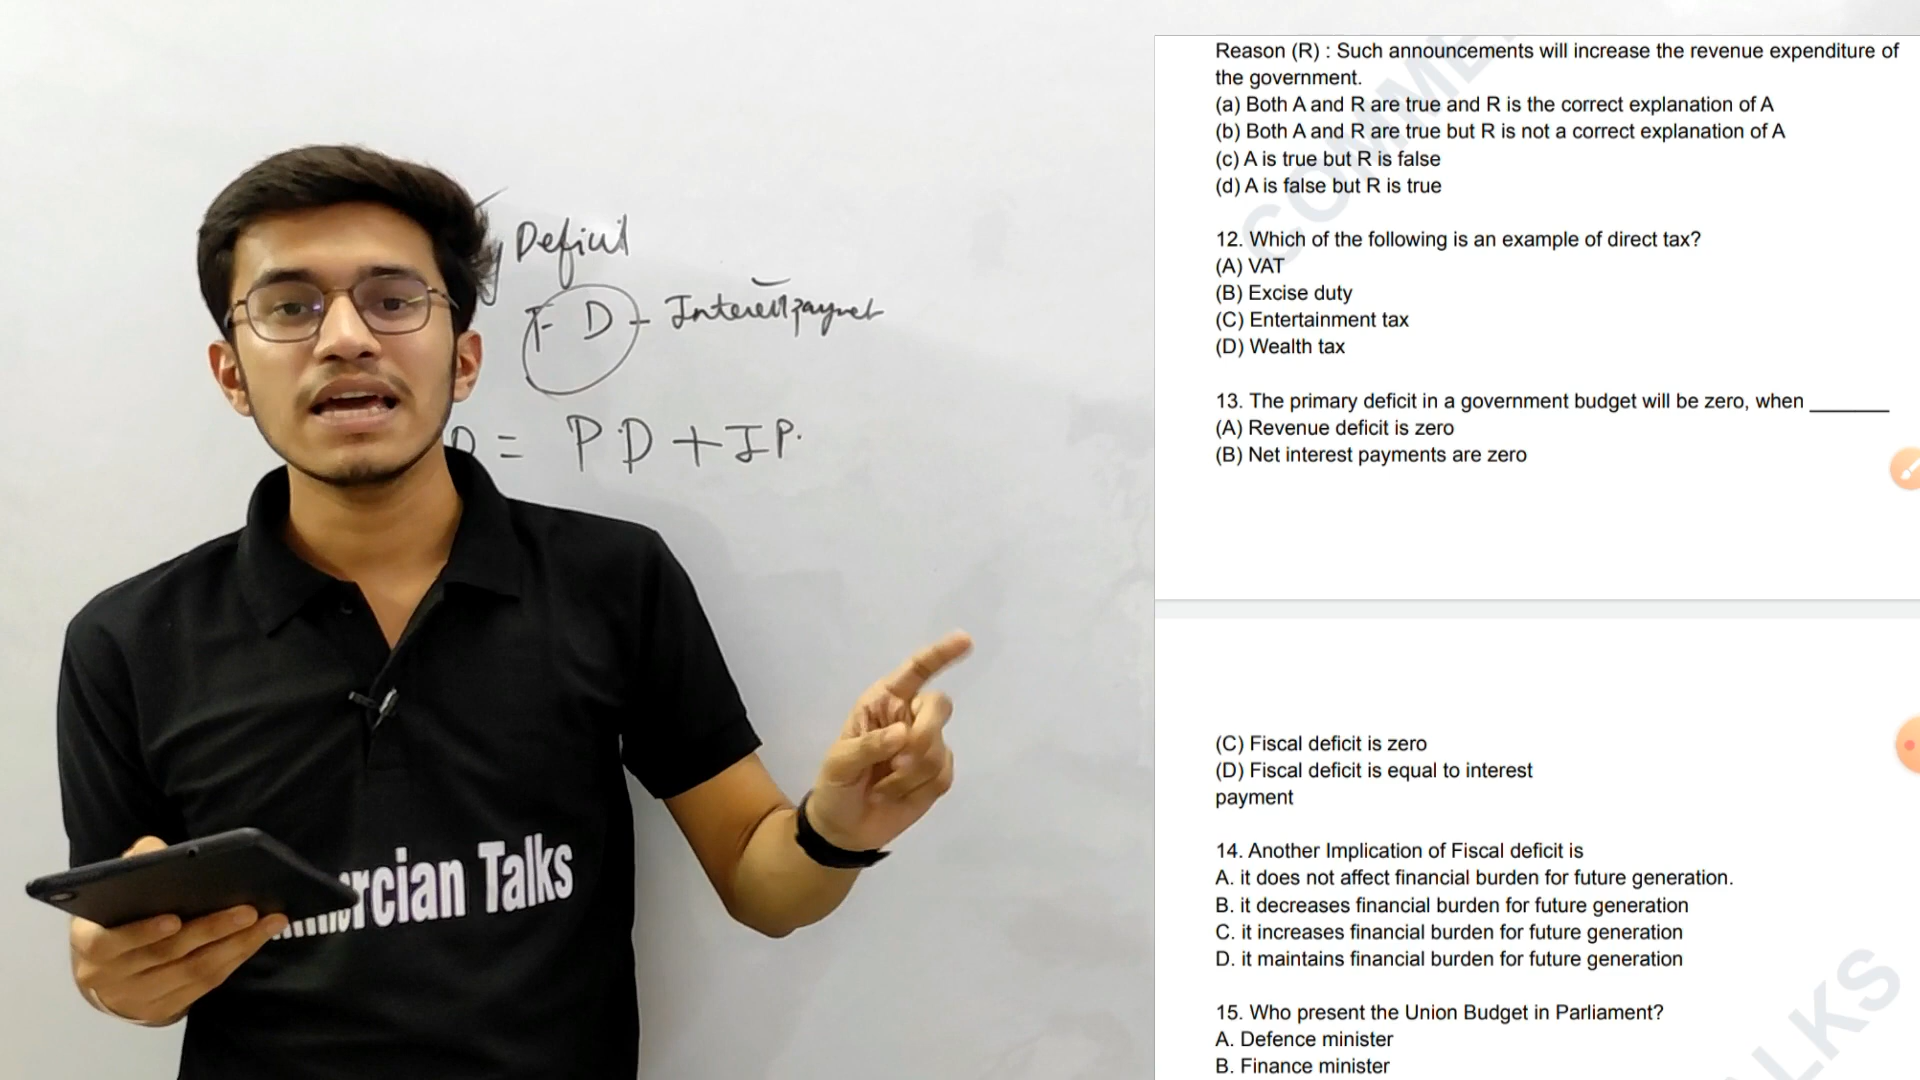 y Deficit
F D - Interest paymet
D = PD + IP.
rcian Talks
Reason (R) : Such announcements will increase the revenue expenditure of
the government.
(a) Both A and R are true and R is the correct explanation of A
(b) Both A and R are true but R is not a correct explanation of A
(c) A is true but R is false
(d) A is false but R is true
12. Which of the following is an example of direct tax?
(A) VAT
(B) Excise duty
(C) Entertainment tax
(D) Wealth tax
13. The primary deficit in a government budget will be zero, when _______
(A) Revenue deficit is zero
(B) Net interest payments are zero
(C) Fiscal deficit is zero
(D) Fiscal deficit is equal to interest
payment
14. Another Implication of Fiscal deficit is
A. it does not affect financial burden for future generation.
B. it decreases financial burden for future generation
C. it increases financial burden for future generation
D. it maintains financial burden for future generation
15. Who present the Union Budget in Parliament?
A. Defence minister
B. Finance minister
COMME
ALKS